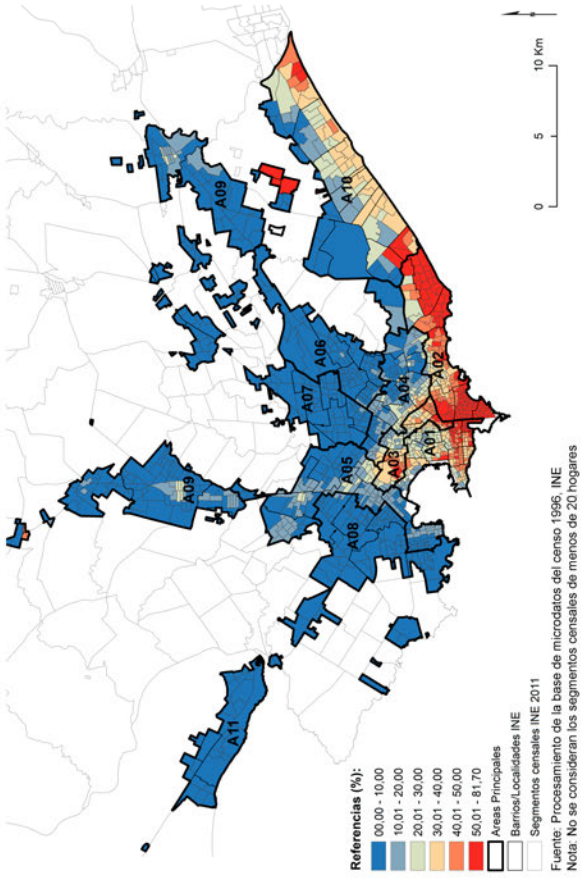 A09
A10
A06
A07
A04
A02
A09
A05
A03
A01
A08
A11
0
5
10 Km
Referencias (%):
00,00 - 10,00
10,01 - 20,00
20,01 - 30,00
30,01 - 40,00
40,01 - 50,00
50,01 - 81,70
Areas Principales
Barrios/Localidades INE
Segmentos censales INE 2011
Fuente: Procesamiento de la base de microdatos del censo 1996, INE
Nota: No se consideran los segmentos censales de menos de 20 hogares